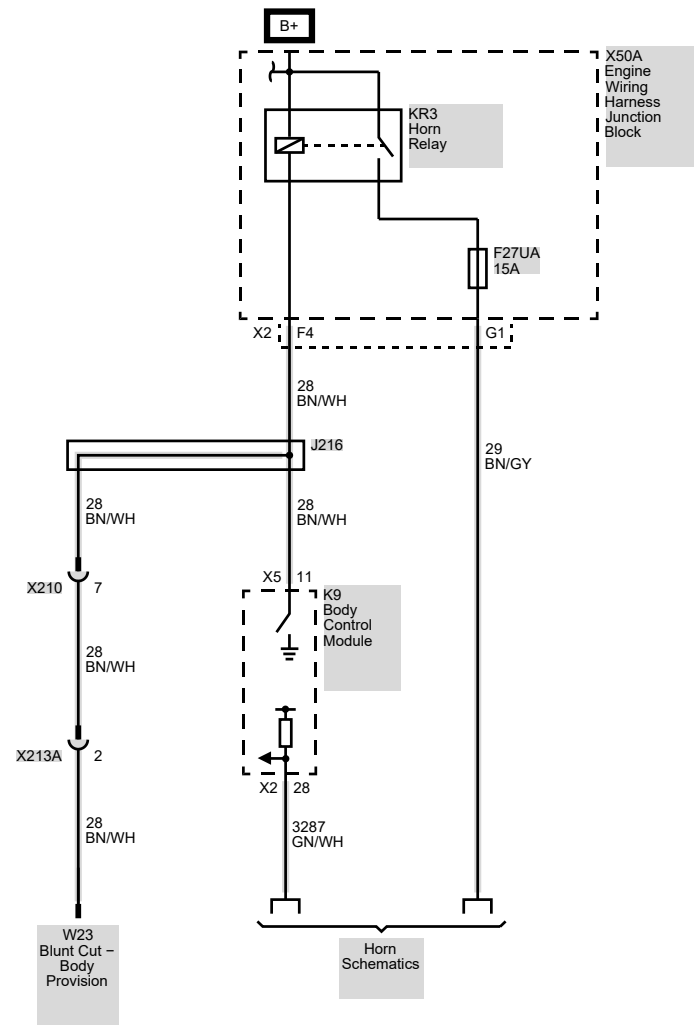 B+
X50A
Engine
Wiring
Harness
Junction
Block
KR3
Horn
Relay
F27UA
15A
X2
F4
G1
28
BN/WH
J216
29
BN/GY
28
BN/WH
28
BN/WH
X5
11
X210
7
K9
Body
Control
Module
28
BN/WH
X213A
2
X2
28
28
BN/WH
3287
GN/WH
W23
Blunt Cut −
Body
Provision
Horn
Schematics